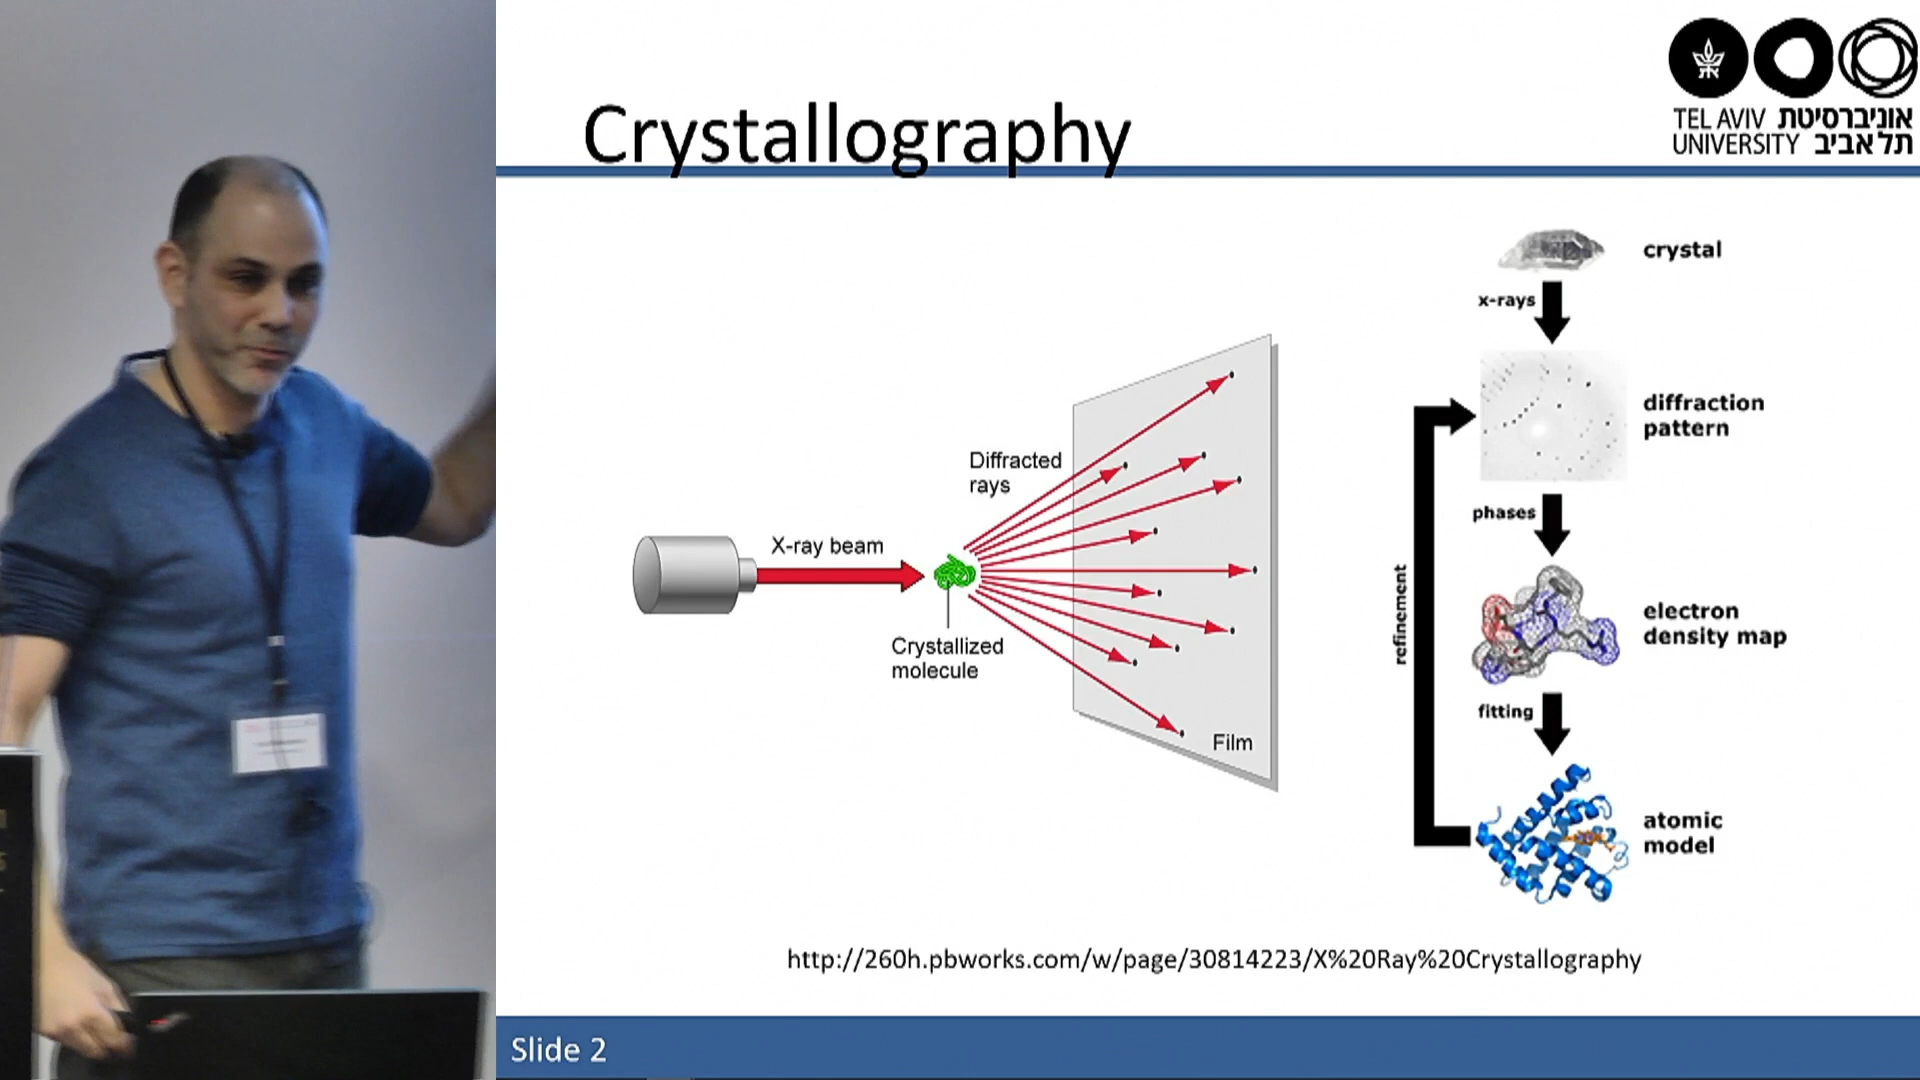 Crystallography
TEL AVIV אוניברסיטת
UNIVERSITY תל אביב
Diffracted
rays
X-ray beam
Crystallized
molecule
Film
crystal
x-rays
diffraction
pattern
phases
electron
density map
fitting
refinement
atomic
model
http://260h.pbworks.com/w/page/30814223/X%20Ray%20Crystallography
Slide 2